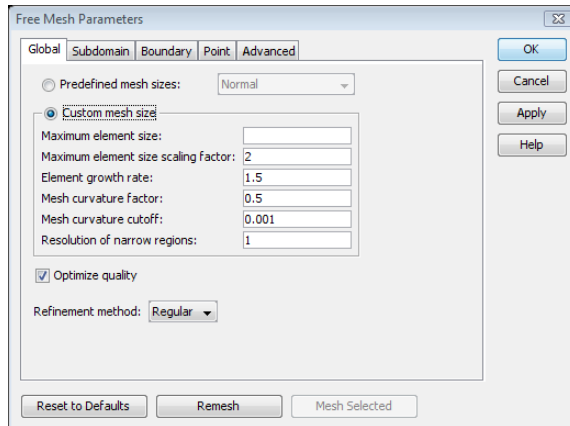 Free Mesh Parameters
Global Subdomain Boundary Point Advanced
OK
Predefined mesh sizes: Normal
Cancel
Custom mesh size
Apply
Maximum element size:
Help
Maximum element size scaling factor: 2
Element growth rate: 1.5
Mesh curvature factor: 0.5
Mesh curvature cutoff: 0.001
Resolution of narrow regions: 1
Optimize quality
Refinement method: Regular
Reset to Defaults Remesh Mesh Selected